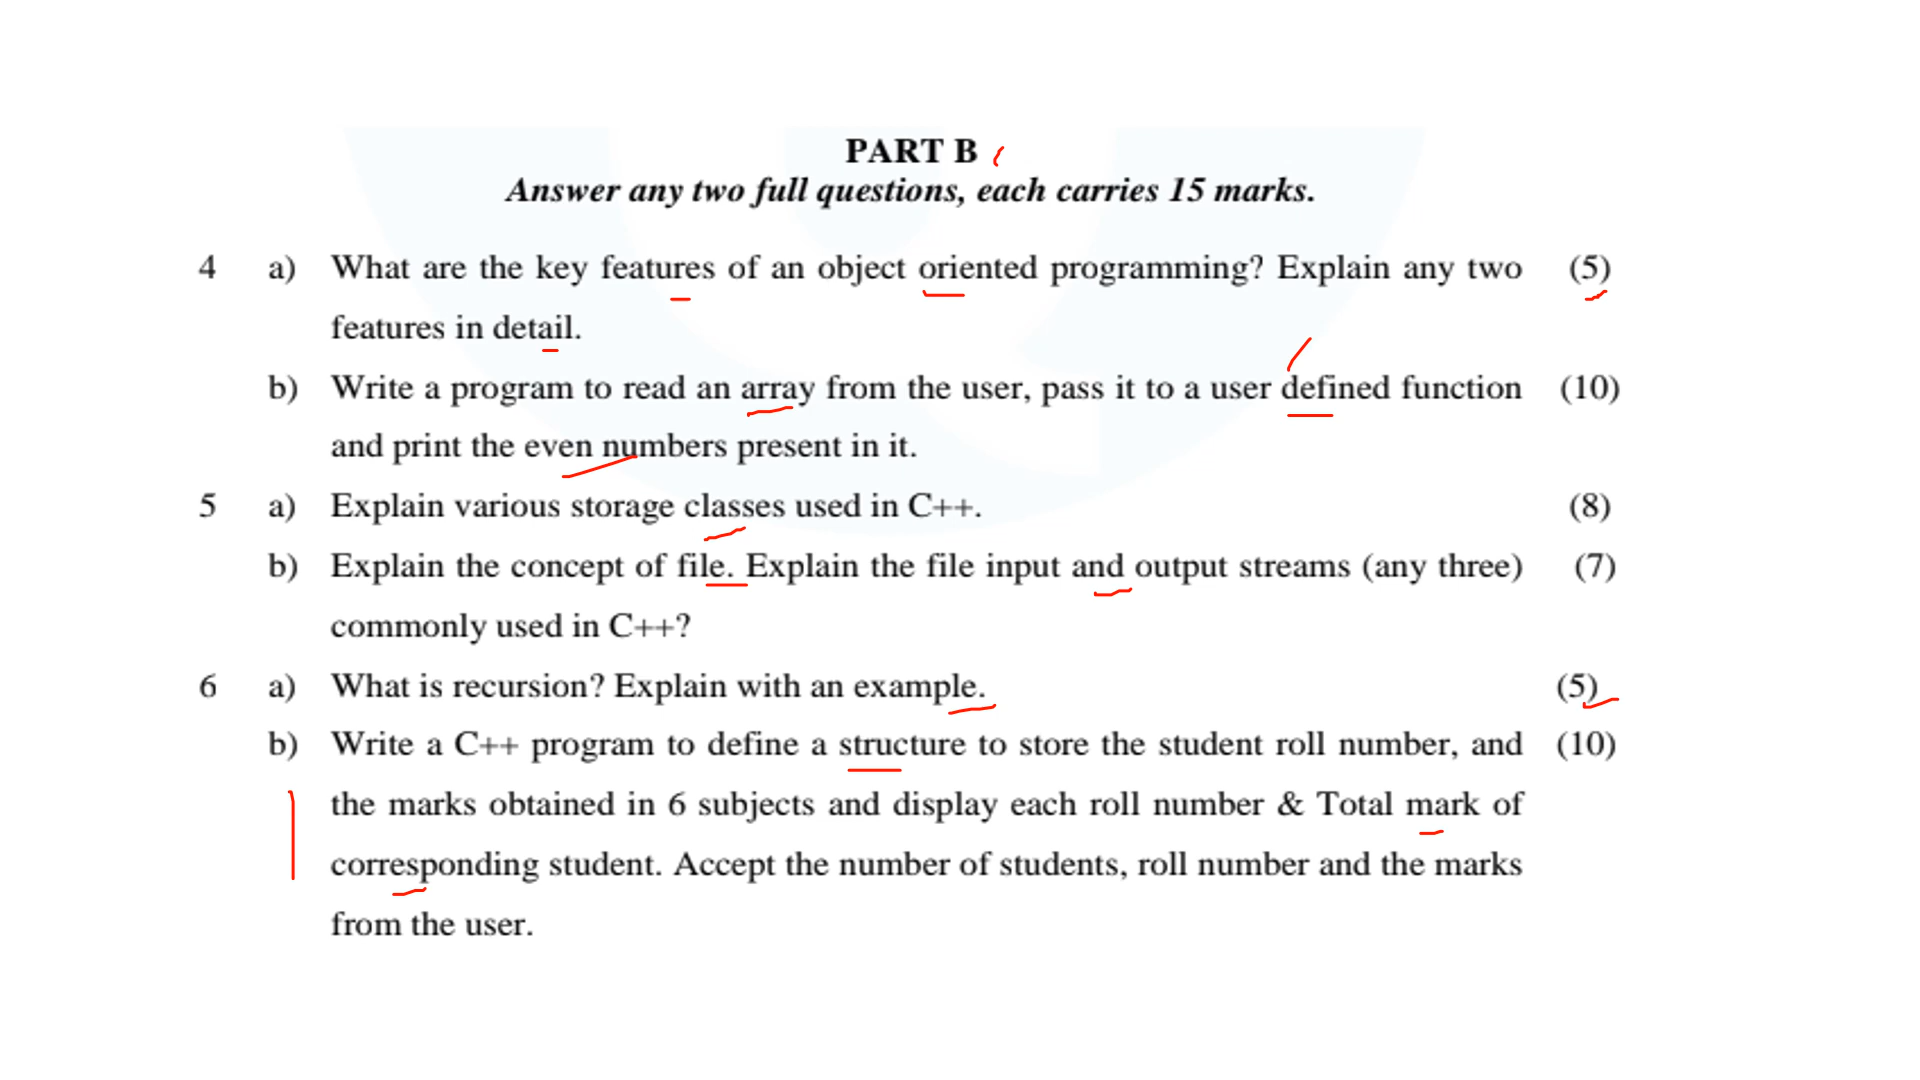 PART B
Answer any two full questions, each carries 15 marks.
4 a) What are the key features of an object oriented programming? Explain any two (5)
features in detail.
b) Write a program to read an array from the user, pass it to a user defined function (10)
and print the even numbers present in it.
5 a) Explain various storage classes used in C++. (8)
b) Explain the concept of file. Explain the file input and output streams (any three) (7)
commonly used in C++?
6 a) What is recursion? Explain with an example. (5)
b) Write a C++ program to define a structure to store the student roll number, and (10)
the marks obtained in 6 subjects and display each roll number & Total mark of
corresponding student. Accept the number of students, roll number and the marks
from the user.